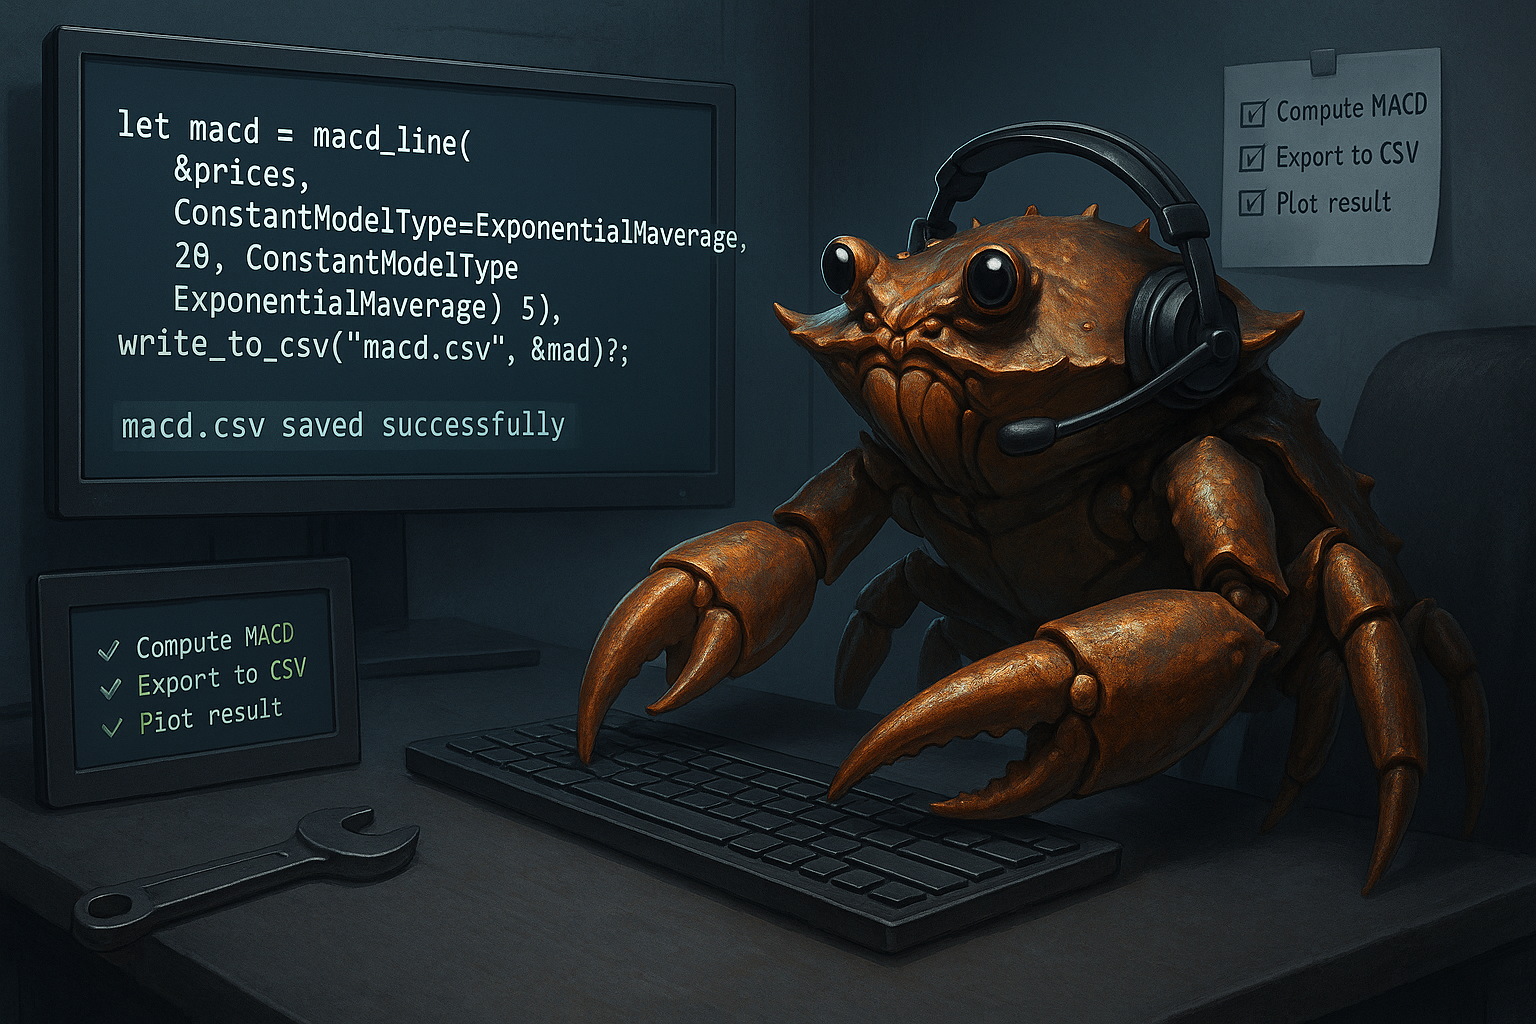 let macd = macd_line(
&prices,
ConstantModelType=ExponentialMaverage,
20, ConstantModelType
ExponentialMaverage) 5),
write_to_csv("macd.csv", &mad)?;
macd.csv saved successfully
Compute MACD
Export to CSV
Plot result
Compute MACD
Export to CSV
Piot result